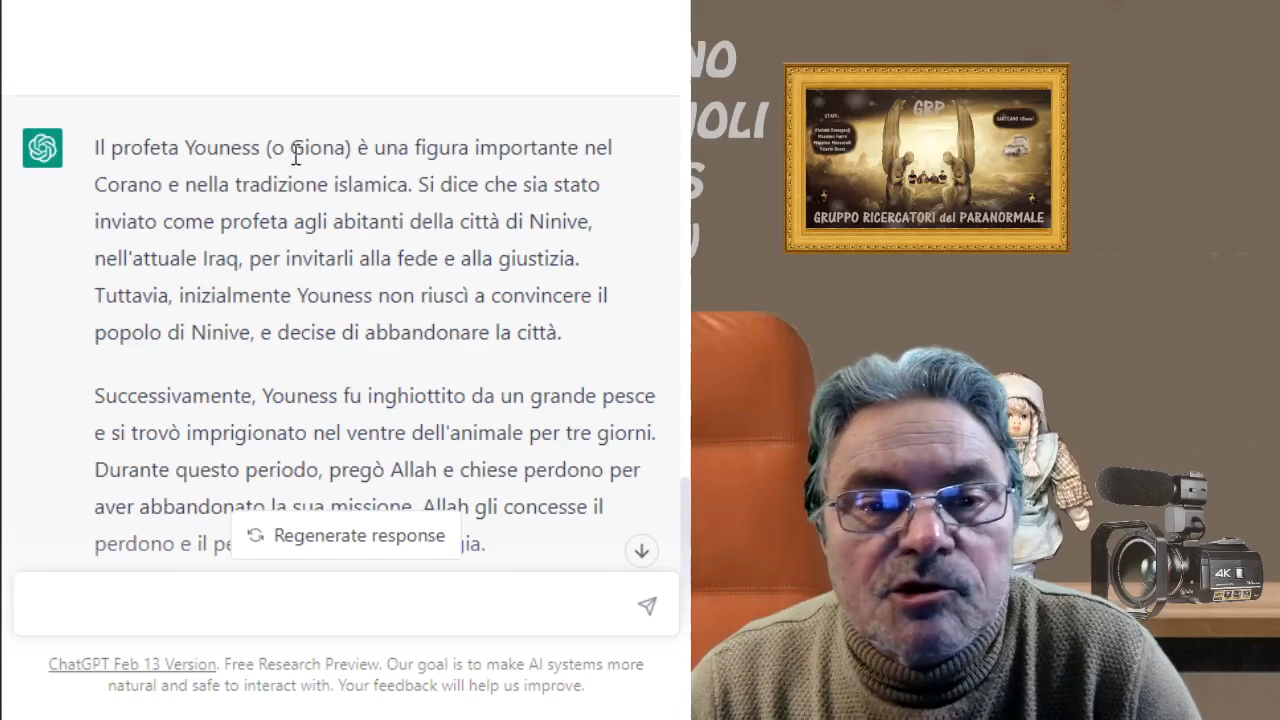 Il profeta Youness (o Giona) è una figura importante nel
Corano e nella tradizione islamica. Si dice che sia stato
inviato come profeta agli abitanti della città di Ninive,
nell'attuale Iraq, per invitarli alla fede e alla giustizia.
Tuttavia, inizialmente Youness non riuscì a convincere il
popolo di Ninive, e decise di abbandonare la città.
Successivamente, Youness fu inghiottito da un grande pesce
e si trovò imprigionato nel ventre dell'animale per tre giorni.
Durante questo periodo, pregò Allah e chiese perdono per
aver abbandonato la sua missione. Allah gli concesse il
perdono e il
Regenerate response
ChatGPT Feb 13 Version. Free Research Preview. Our goal is to make AI systems more
natural and safe to interact with. Your feedback will help us improve.
NO
OLI
S
GRP
STAFF:
SARTEANO (Siena)
GRUPPO RICERCATORI del PARANORMALE
4K